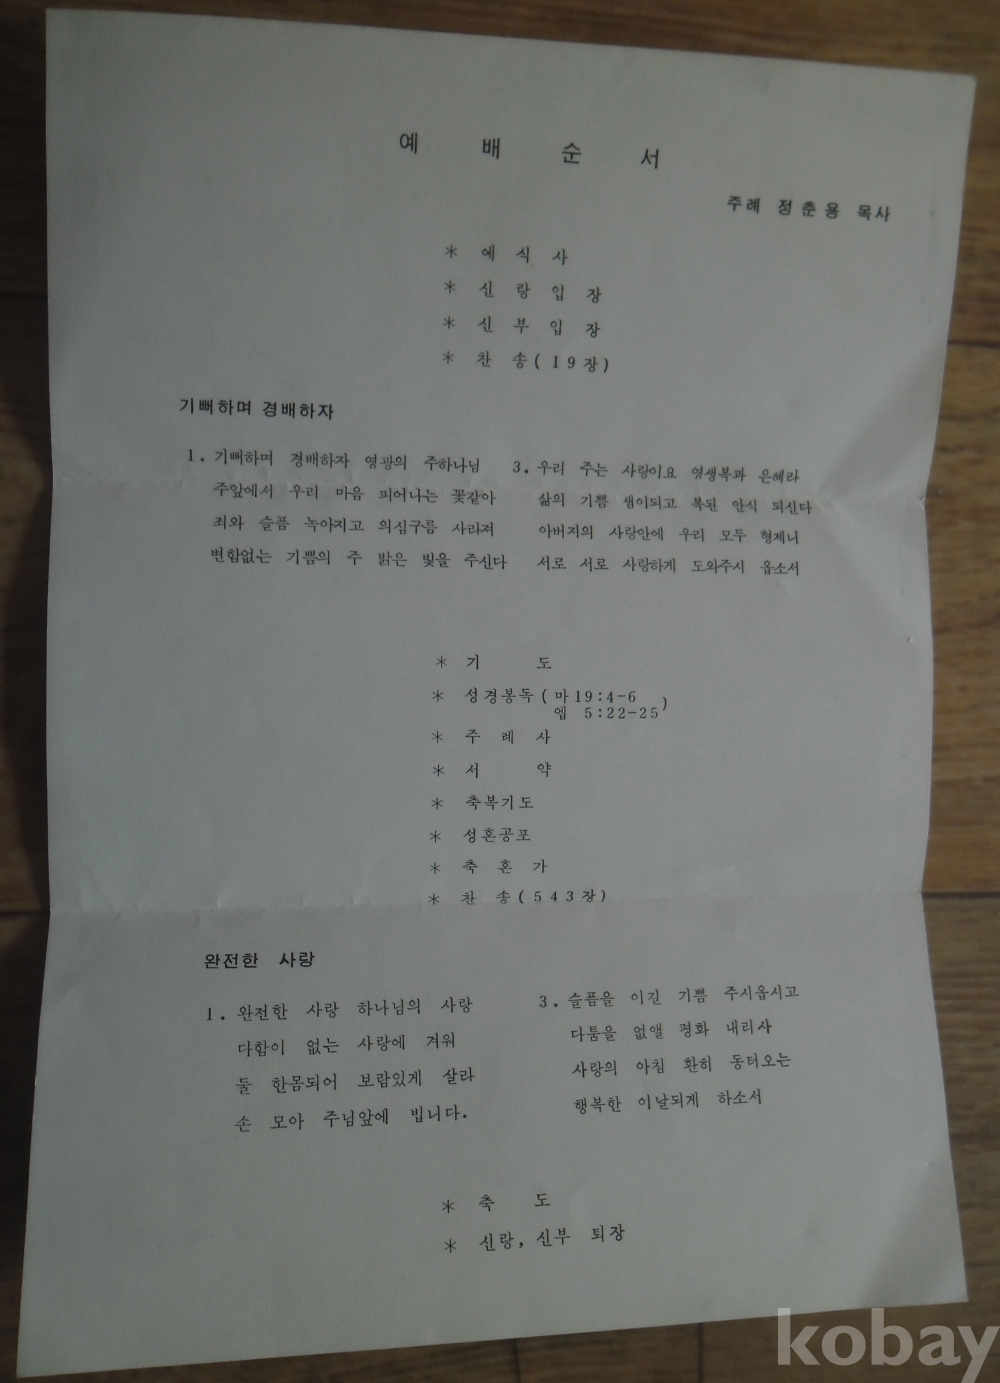 예 배 순 서
주례 정춘용 목사
* 예 식 사
* 신 랑 입 장
* 신 부 입 장
* 찬 송 (19장)
기뻐하며 경배하자
1. 기뻐하며 경배하자 영광의 주하나님
주앞에서 우리 마음 피어나는 꽃같아
죄와 슬픔 녹아지고 의심구름 사라져
변함없는 기쁨의 주 밝은 빛을 주신다
3. 우리 주는 사랑이요 영생복과 은혜라
삶의 기쁨 샘이되고 복된 안식 되신다
아버지의 사랑안에 우리 모두 형제니
서로 서로 사랑하게 도와주시 옵소서
* 기 도
* 성경봉독 (마 19:4-6
엡 5:22-25)
* 주 례 사
* 서 약
* 축복기도
* 성혼공포
* 축 혼 가
* 찬 송 (543장)
완전한 사랑
1. 완전한 사랑 하나님의 사랑
다함이 없는 사랑에 겨워
둘 한몸되어 보람있게 살라
손 모아 주님앞에 빕니다.
3. 슬픔을 이길 기쁨 주시옵시고
다툼을 없앨 평화 내리사
사랑의 아침 환히 동터오는
행복한 이날되게 하소서
* 축 도
* 신랑, 신부 퇴장
kobay